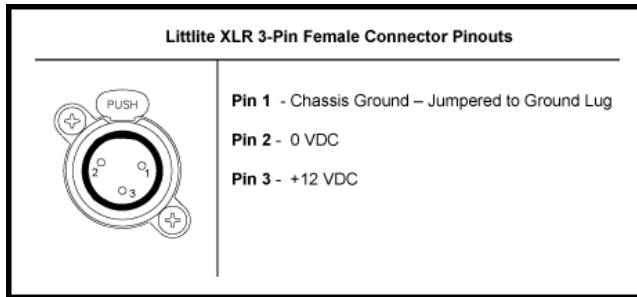 Littlite XLR 3-Pin Female Connector Pinouts
PUSH
2
1
3
Pin 1 - Chassis Ground – Jumpered to Ground Lug
Pin 2 - 0 VDC
Pin 3 - +12 VDC